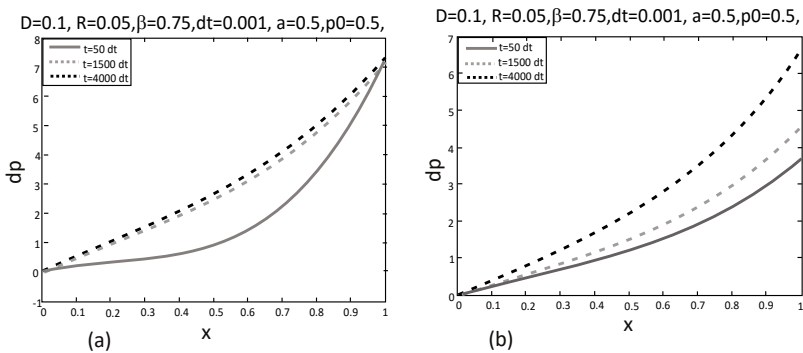 D=0.1, R=0.05,β=0.75,dt=0.001, a=0.5,p0=0.5,
8
7
6
5
4
3
2
1
0
-1
dp
t=50 dt
t=1500 dt
t=4000 dt
0 0.1 0.2 0.3 0.4 0.5 0.6 0.7 0.8 0.9 1
x
(a)
D=0.1, R=0.05,β=0.75,dt=0.001, a=0.5,p0=0.5,
7
6
5
4
3
2
1
0
dp
t=50 dt
t=1500 dt
t=4000 dt
0 0.1 0.2 0.3 0.4 0.5 0.6 0.7 0.8 0.9 1
x
(b)